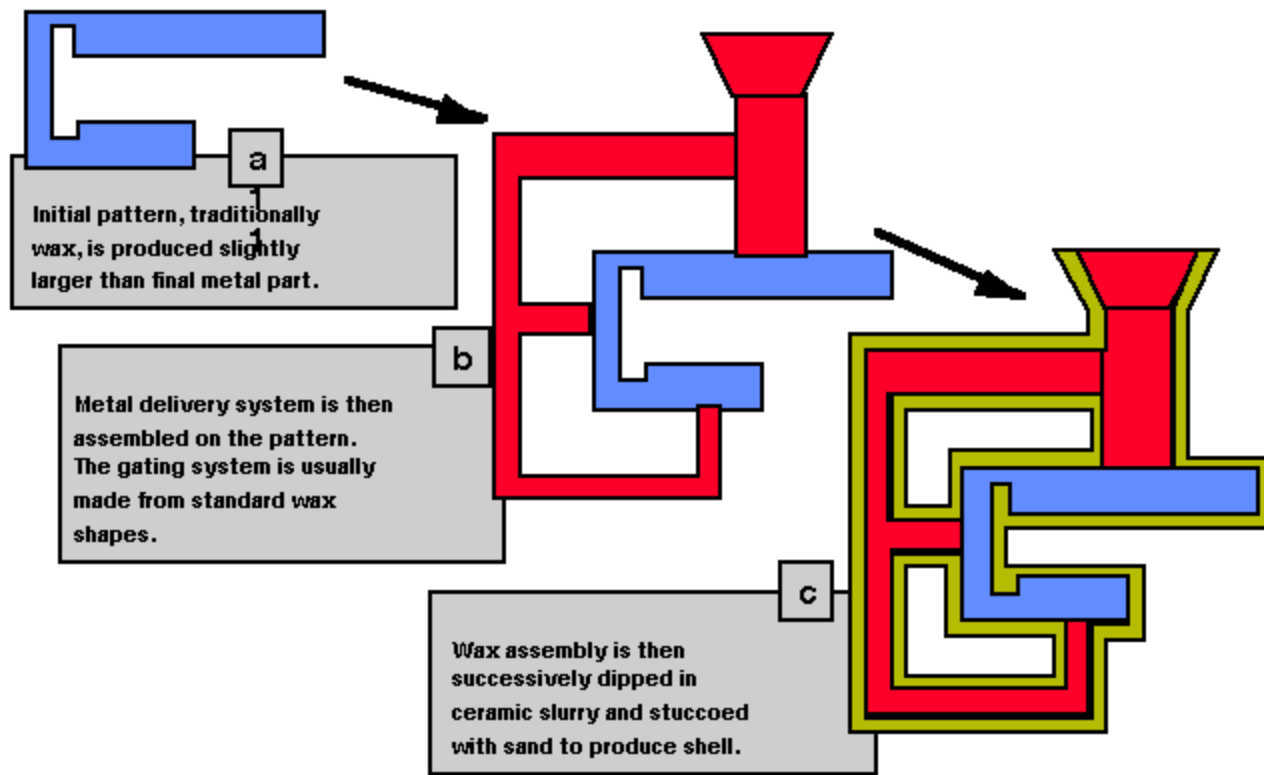 a
1
Initial pattern, traditionally
wax, is produced slightly
1
larger than final metal part.
b
Metal delivery system is then
assembled on the pattern.
The gating system is usually
made from standard wax
shapes.
c
Wax assembly is then
successively dipped in
ceramic slurry and stuccoed
with sand to produce shell.